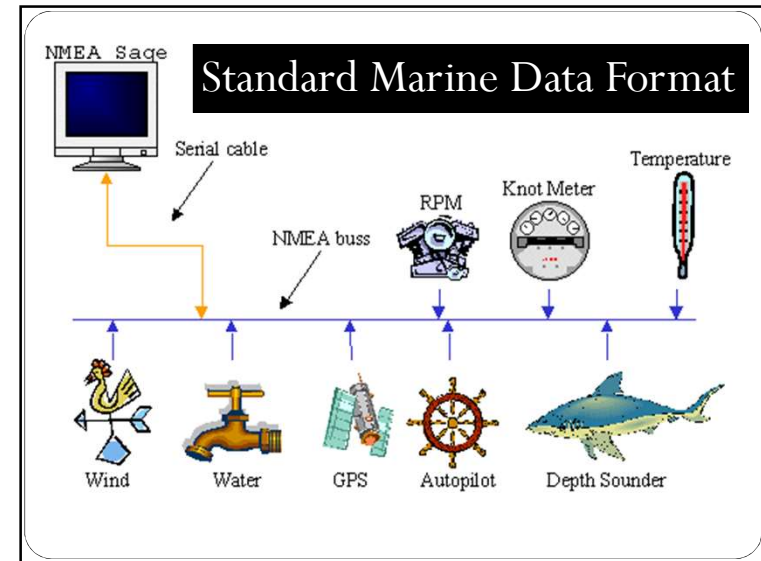 NMEA Sage
Standard Marine Data Format
Serial cable
Temperature
Knot Meter
RPM
NMEA buss
Wind
Water
GPS
Autopilot
Depth Sounder